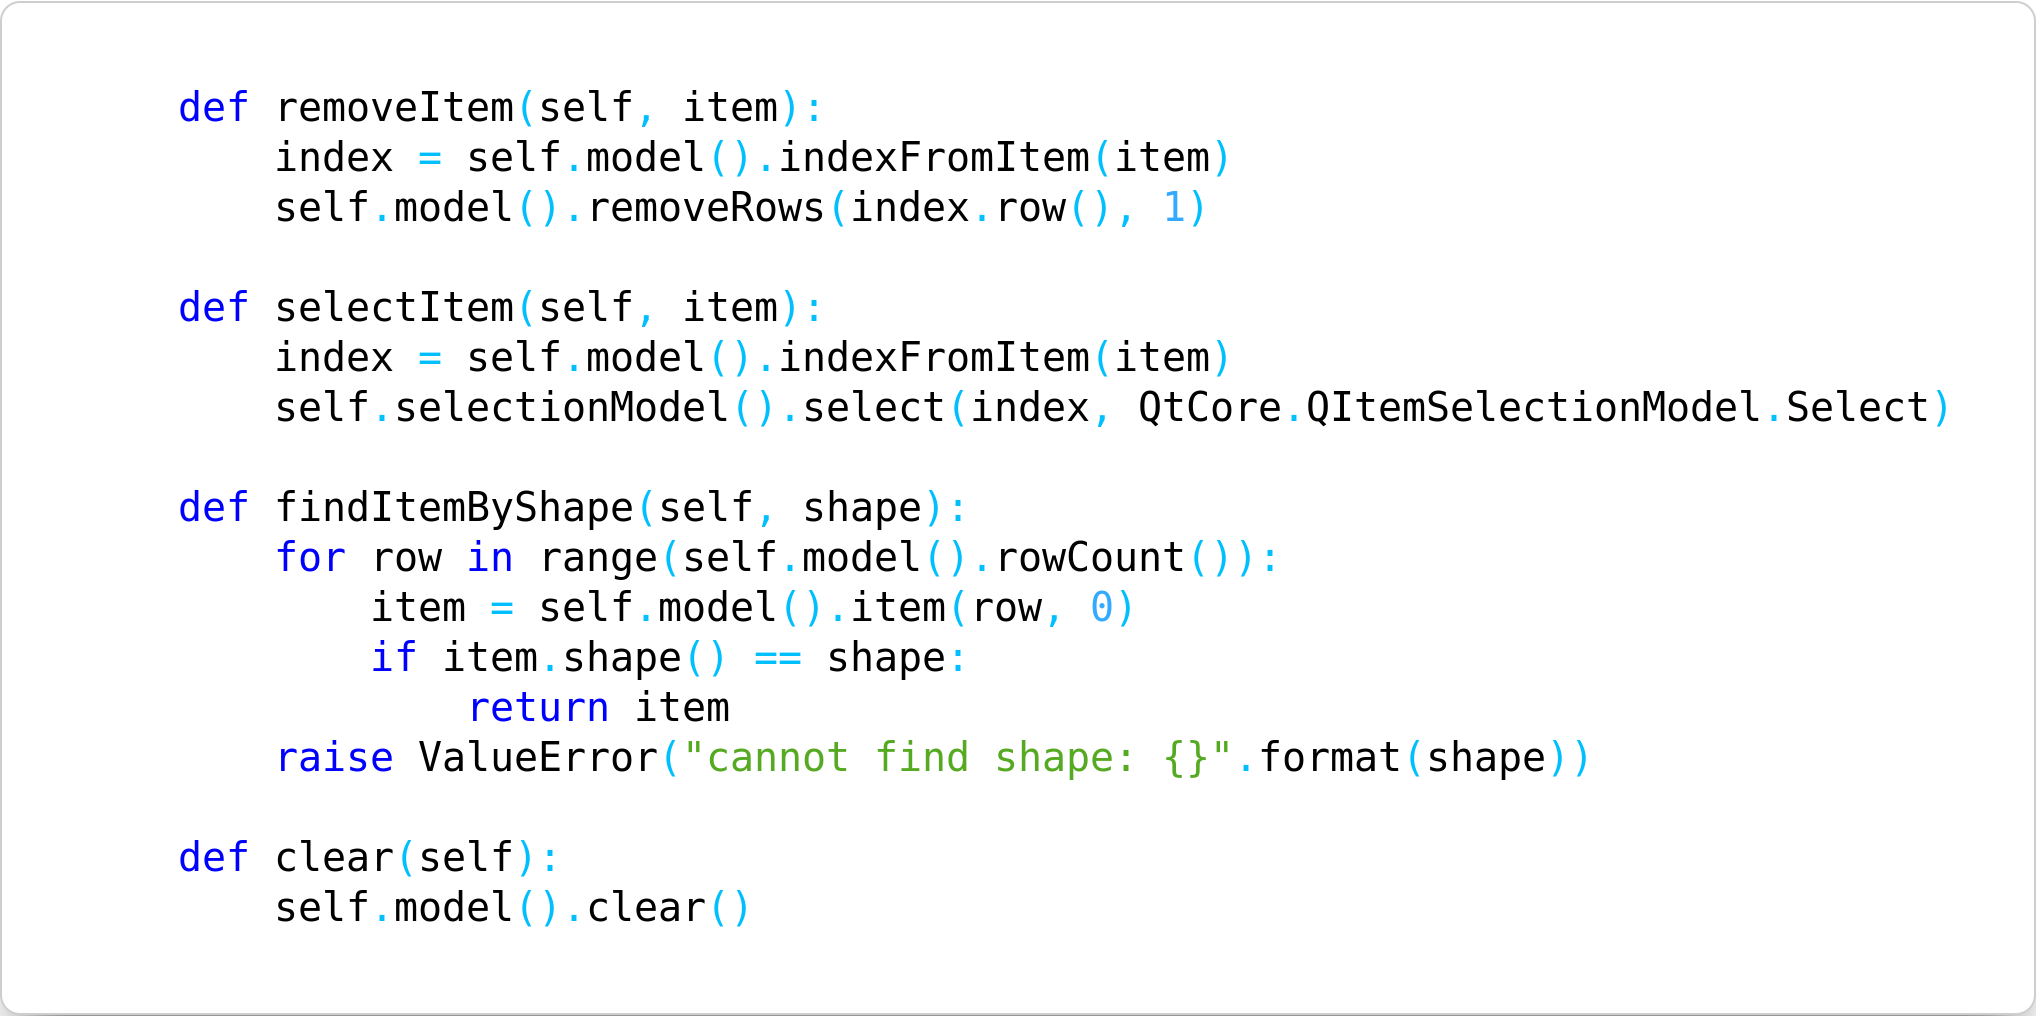 def removeItem(self, item):
    index = self.model().indexFromItem(item)
    self.model().removeRows(index.row(), 1)

def selectItem(self, item):
    index = self.model().indexFromItem(item)
    self.selectionModel().select(index, QtCore.QItemSelectionModel.Select)

def findItemByShape(self, shape):
    for row in range(self.model().rowCount()):
        item = self.model().item(row, 0)
        if item.shape() == shape:
            return item
    raise ValueError("cannot find shape: {}".format(shape))

def clear(self):
    self.model().clear()